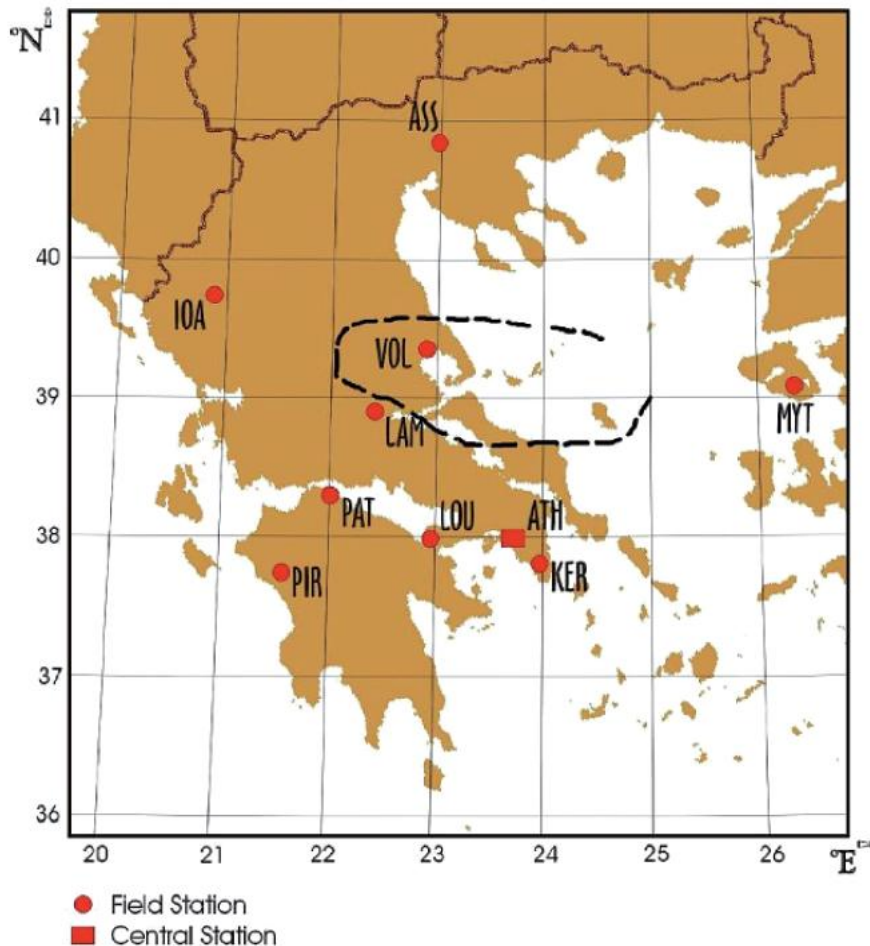 °N
41
ASS
40
IOA
VOL
39
LAM
MYT
PAT
LOU
ATH
38
PIR
KER
37
36
20 21 22 23 24 25 26 °E
Field Station
Central Station